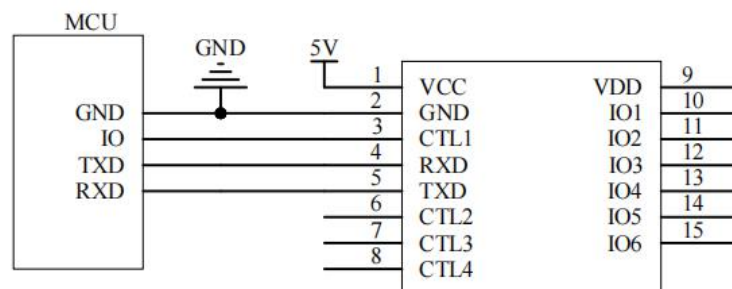 MCU
GND
5V
1
VCC
VDD
9
GND
2
GND
IO1
10
IO
3
CTL1
IO2
11
TXD
4
RXD
IO3
12
RXD
5
TXD
IO4
13
6
CTL2
IO5
14
7
CTL3
IO6
15
8
CTL4